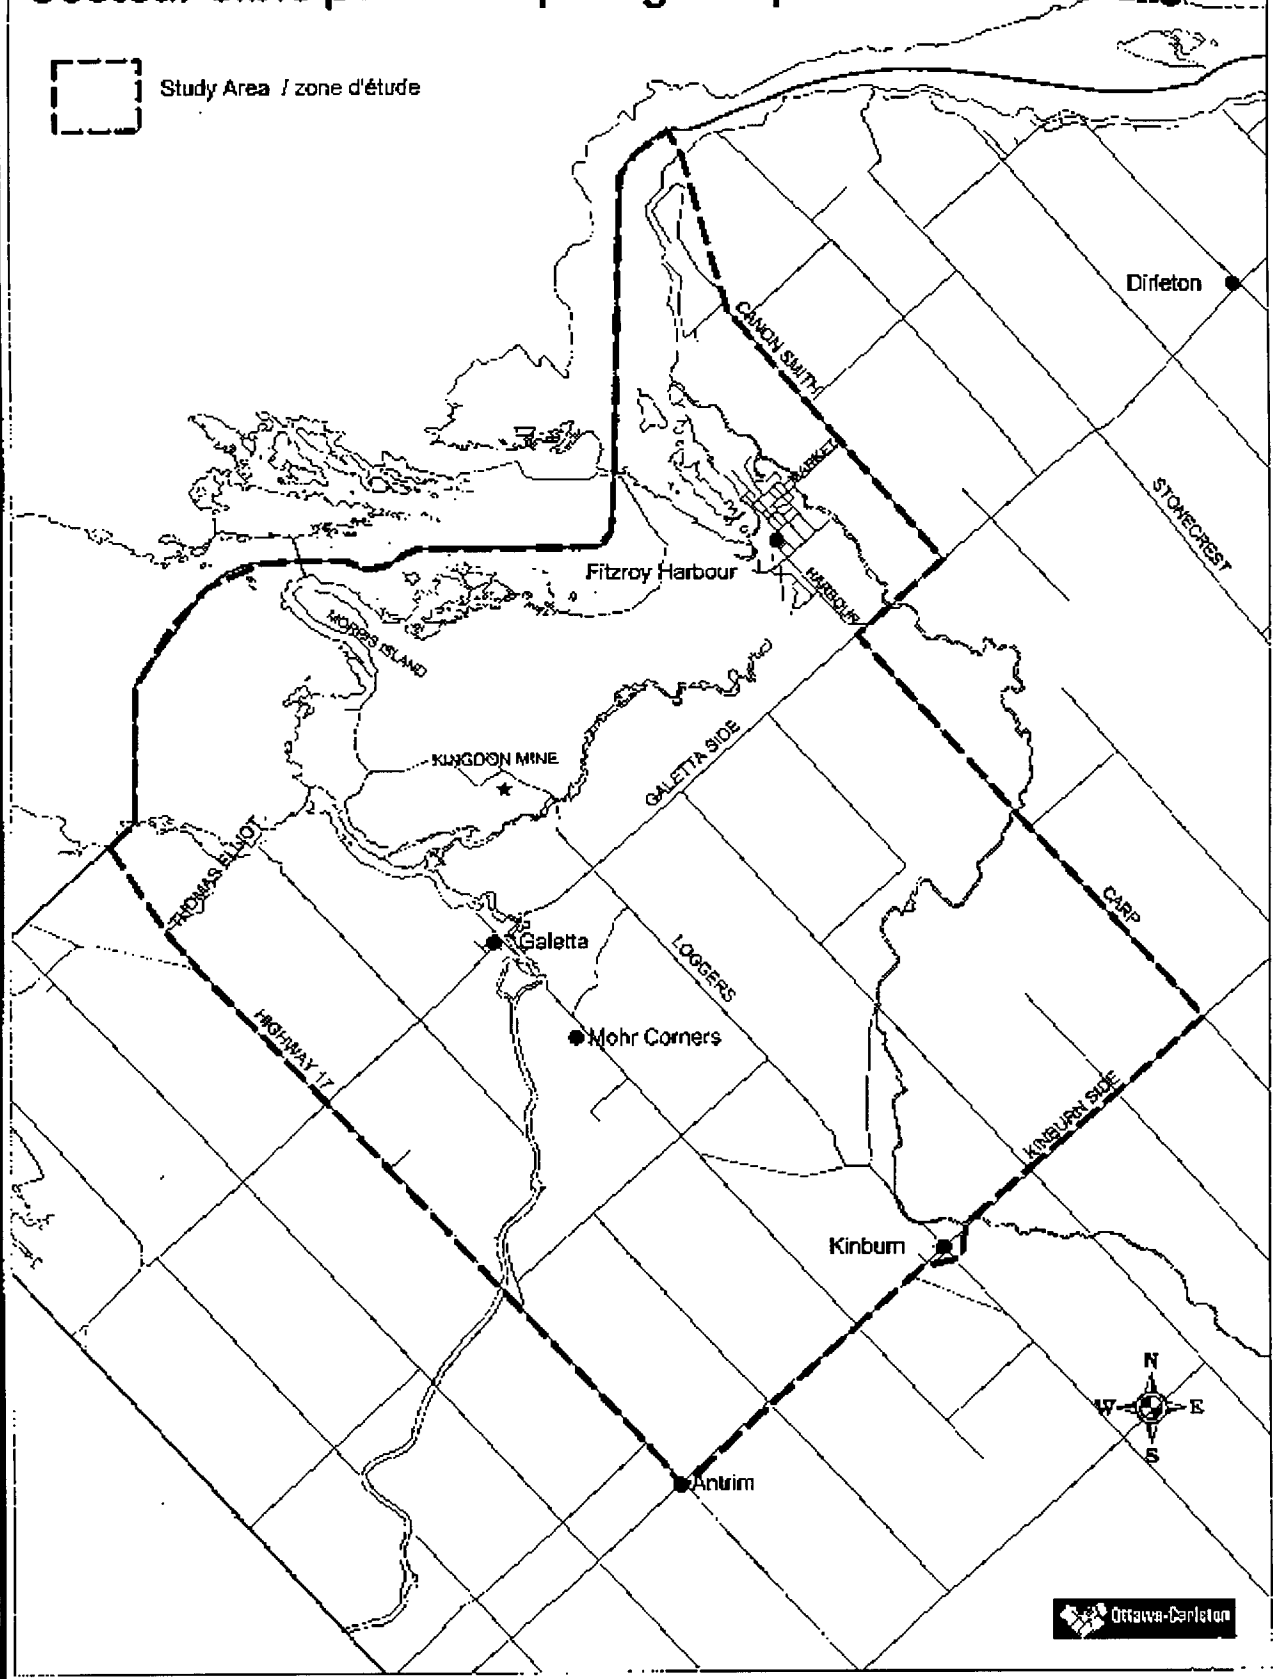 Study Area / zone d'étude
Dirleton
CANON SMITH
MARKET
STONECREST
Fitzroy Harbour
HARBOUR
MORRIS ISLAND
KINGDON MINE
GALETTA SIDE
THOMAS ELLIOT
CARP
Galetta
LOGGERS
Mohr Corners
HIGHWAY 17
KINBURN SIDE
Kinburn
N
W E
S
Antrim
Ottawa-Carleton